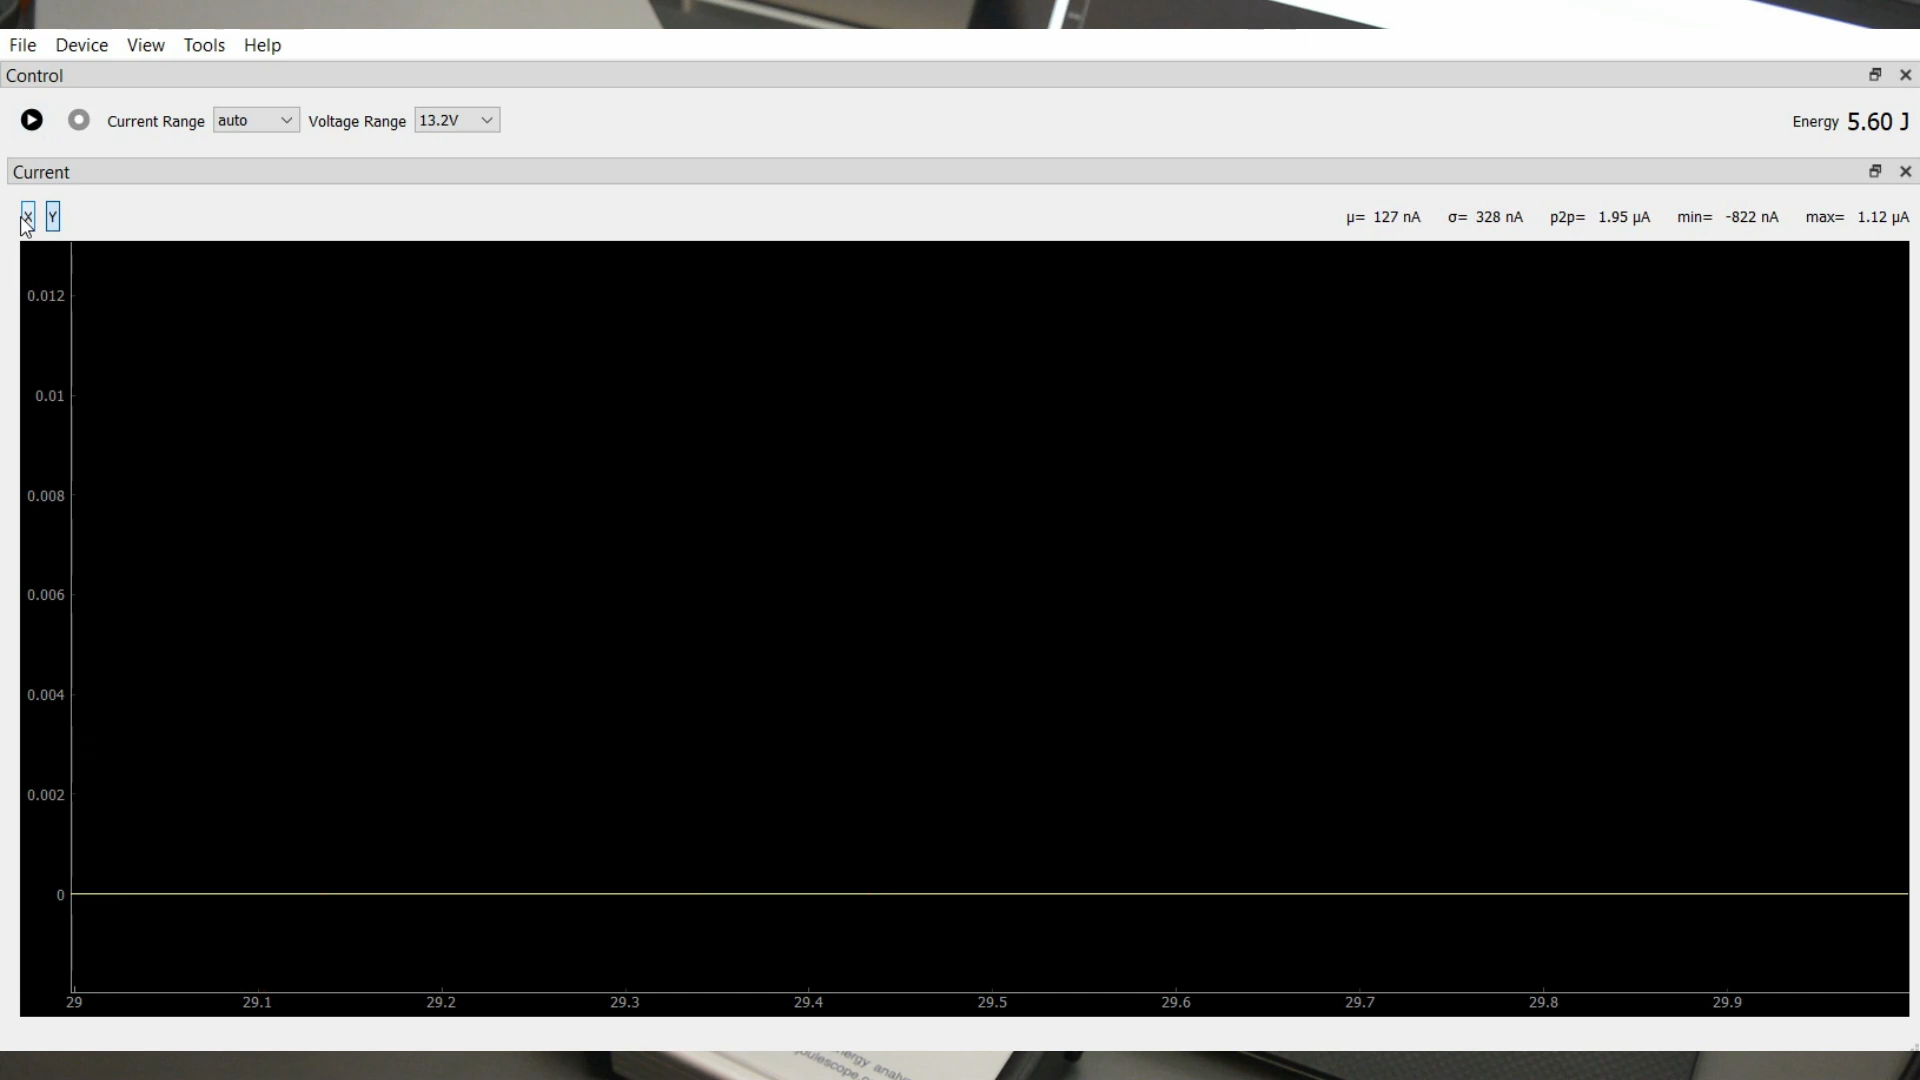 File Device View Tools Help
Control
Current Range auto Voltage Range 13.2V Energy 5.60 J
Current
X Y μ= 127 nA σ= 328 nA p2p= 1.95 μA min= -822 nA max= 1.12 μA
0.012
0.01
0.008
0.006
0.004
0.002
0
29 29.1 29.2 29.3 29.4 29.5 29.6 29.7 29.8 29.9
joulescope